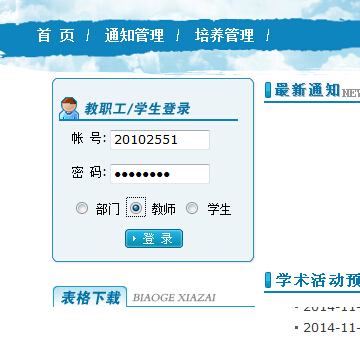 首 页 / 通知管理 / 培养管理 /
教职工/学生登录
帐 号: 20102551
密 码: ●●●●●●●●
部门 教师 学生
登 录
表格下载 BIAOGE XIAZAI
最新通知 NEW
学术活动预
2014-11-
2014-11-